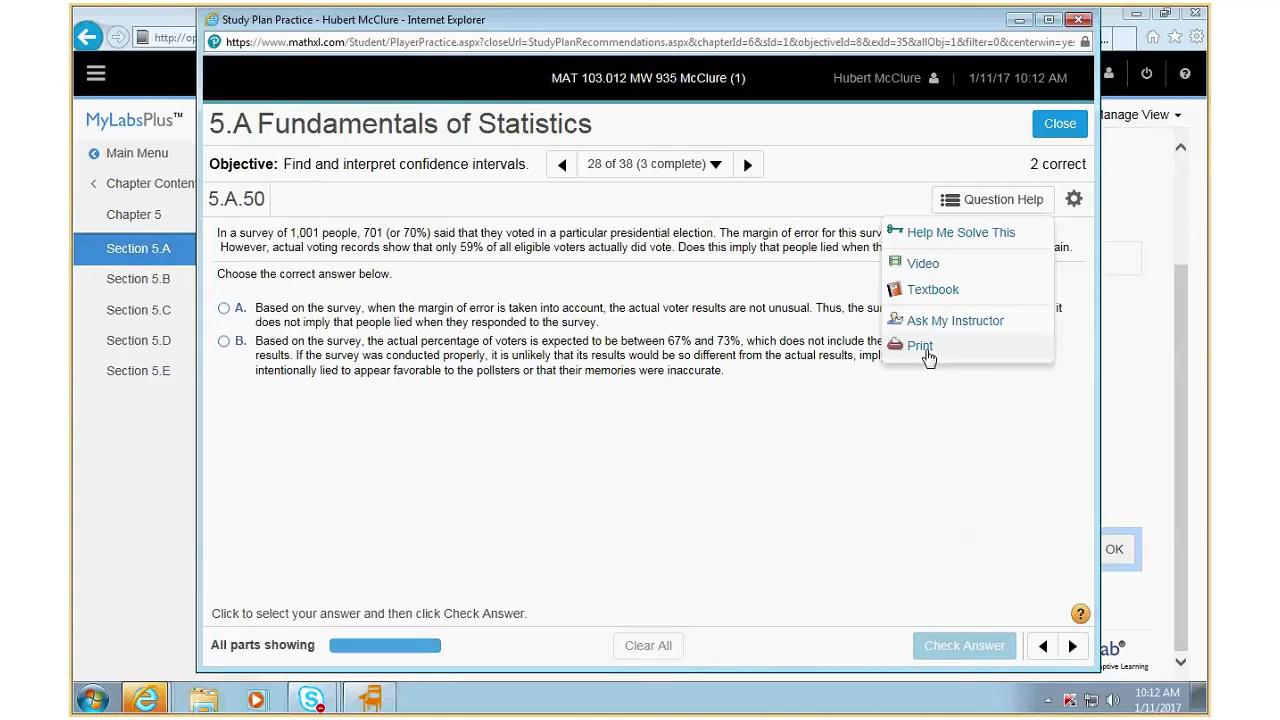 Study Plan Practice - Hubert McClure - Internet Explorer
http://op
https://www.mathxl.com/Student/PlayerPractice.aspx?closeUrl=StudyPlanRecommendations.aspx&chapterId=6&sId=1&objectiveId=8&exId=35&allObj=1&filter=0&centerwin=yes
...
MAT 103.012 MW 935 McClure (1)
Hubert McClure | 1/11/17 10:12 AM
MyLabsPlus™
anage View
5.A Fundamentals of Statistics
Close
Main Menu
Objective: Find and interpret confidence intervals.
28 of 38 (3 complete)
2 correct
Chapter Conten
5.A.50
Question Help
Chapter 5
In a survey of 1,001 people, 701 (or 70%) said that they voted in a particular presidential election. The margin of error for this surv
However, actual voting records show that only 59% of all eligible voters actually did vote. Does this imply that people lied when th
ain.
Help Me Solve This
Video
Textbook
Ask My Instructor
Print
Section 5.A
Section 5.B
Section 5.C
Section 5.D
Section 5.E
Choose the correct answer below.
A. Based on the survey, when the margin of error is taken into account, the actual voter results are not unusual. Thus, the su
it
does not imply that people lied when they responded to the survey.
B. Based on the survey, the actual percentage of voters is expected to be between 67% and 73%, which does not include the
results. If the survey was conducted properly, it is unlikely that its results would be so different from the actual results, impl
intentionally lied to appear favorable to the pollsters or that their memories were inaccurate.
OK
Click to select your answer and then click Check Answer.
?
All parts showing
Clear All
Check Answer
ab®
aptive Learning
10:12 AM
1/11/2017